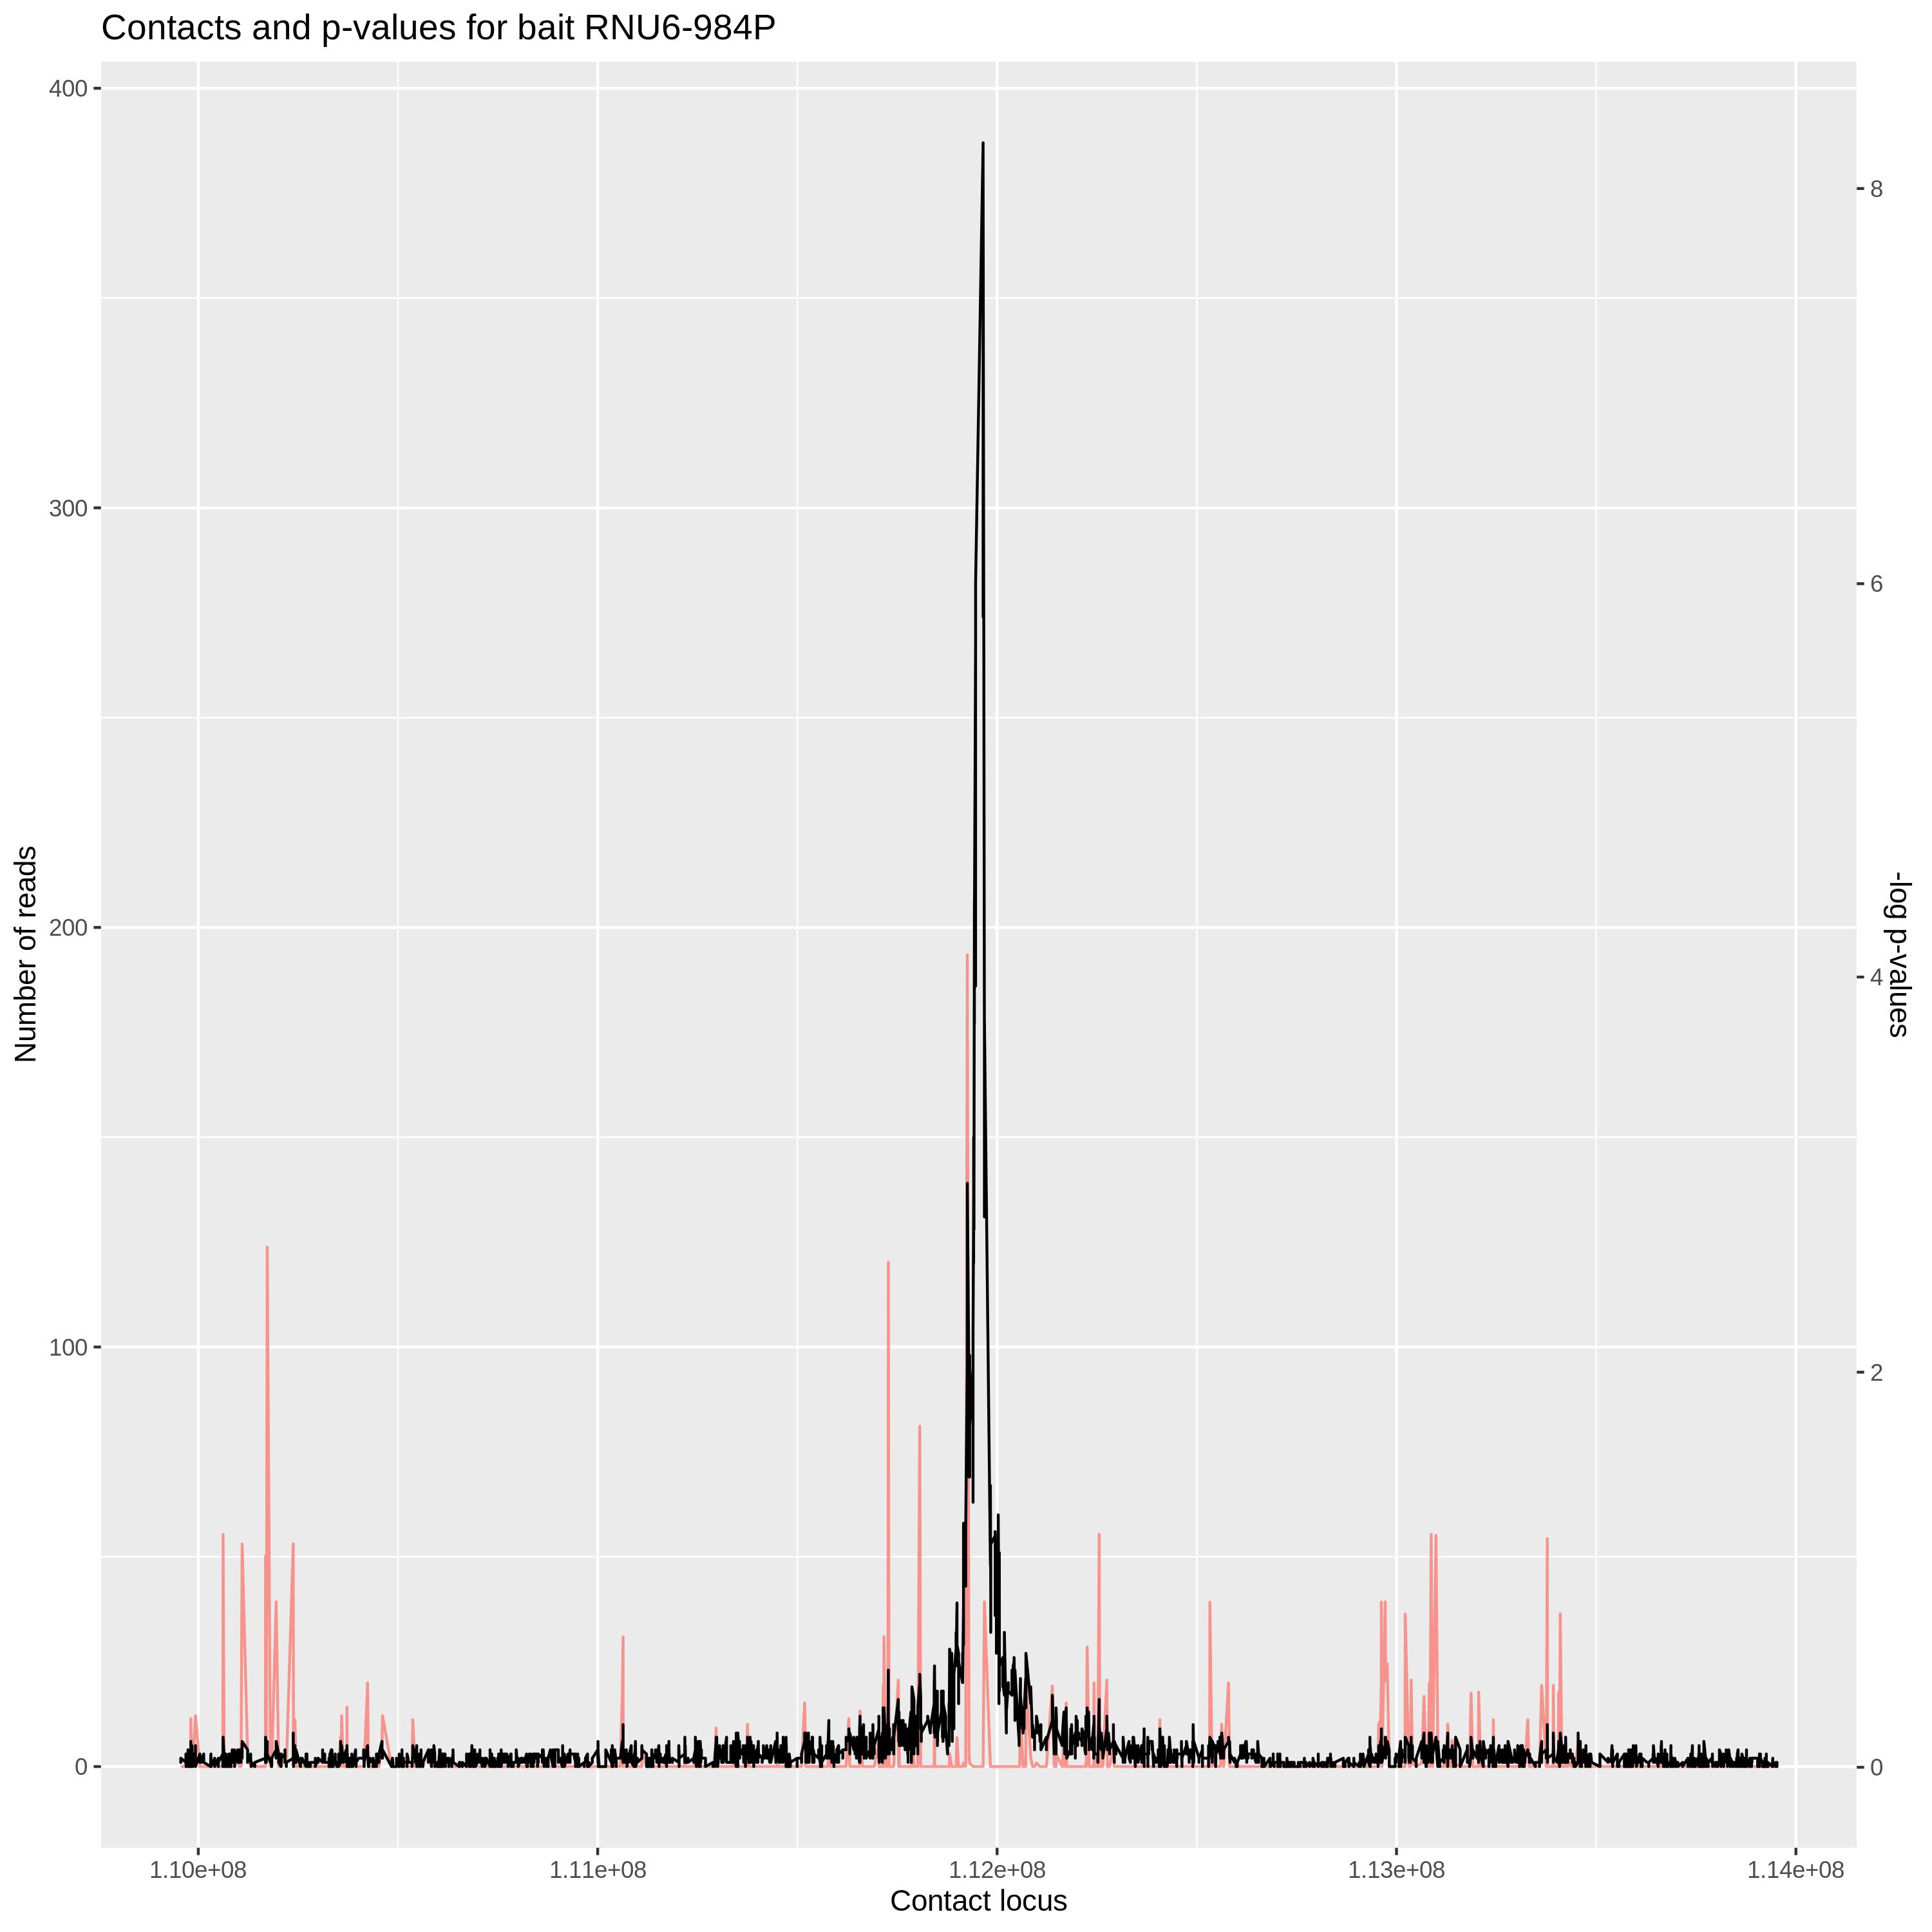 Contacts and p-values for bait RNU6-984P
400
300
200
100
0
Number of reads
8
6
4
2
0
-log p-values
1.10e+08
1.11e+08
1.12e+08
1.13e+08
1.14e+08
Contact locus